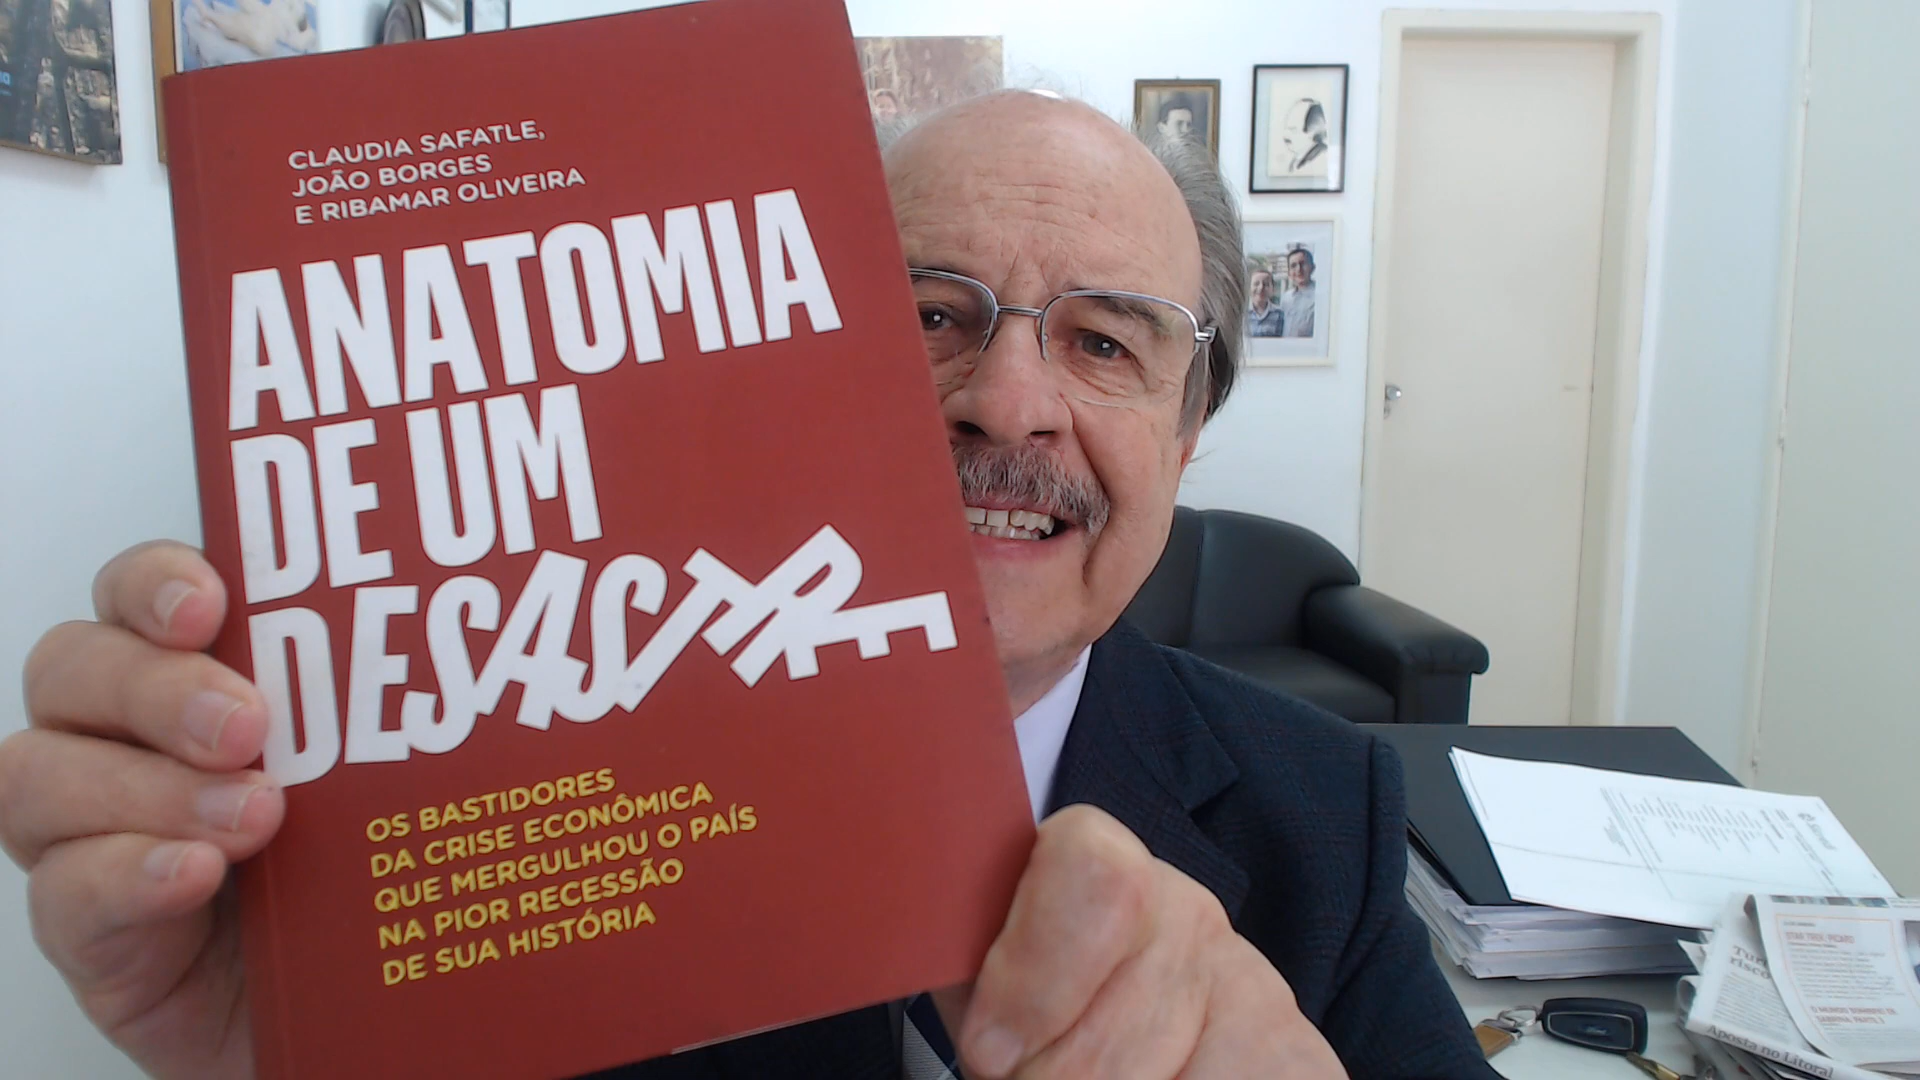 CLAUDIA SAFATLE,
JOÃO BORGES
E RIBAMAR OLIVEIRA
ANATOMIA
DE UM
DESASTRE
OS BASTIDORES
DA CRISE ECONÔMICA
QUE MERGULHOU O PAÍS
NA PIOR RECESSÃO
DE SUA HISTÓRIA
STAR TREK: PICARD
Aposta no Litoral